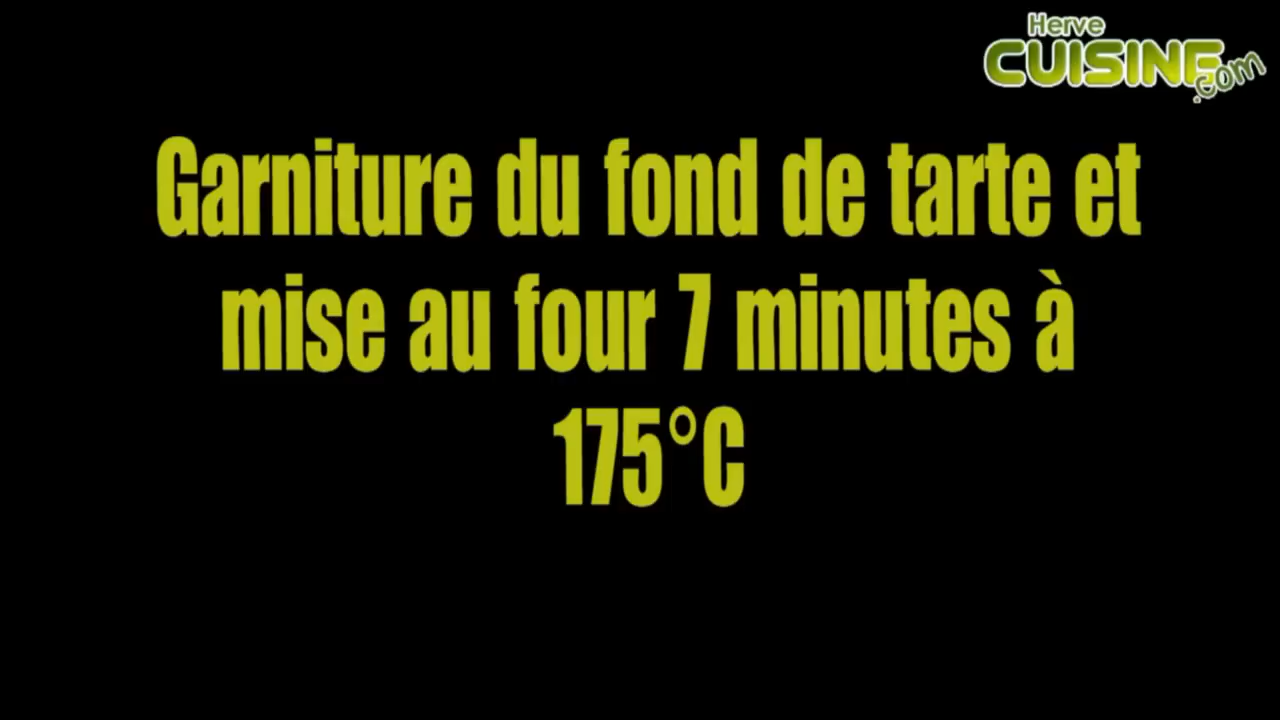 Herve
CUISINE
.com
Garniture du fond de tarte et
mise au four 7 minutes à
175°C